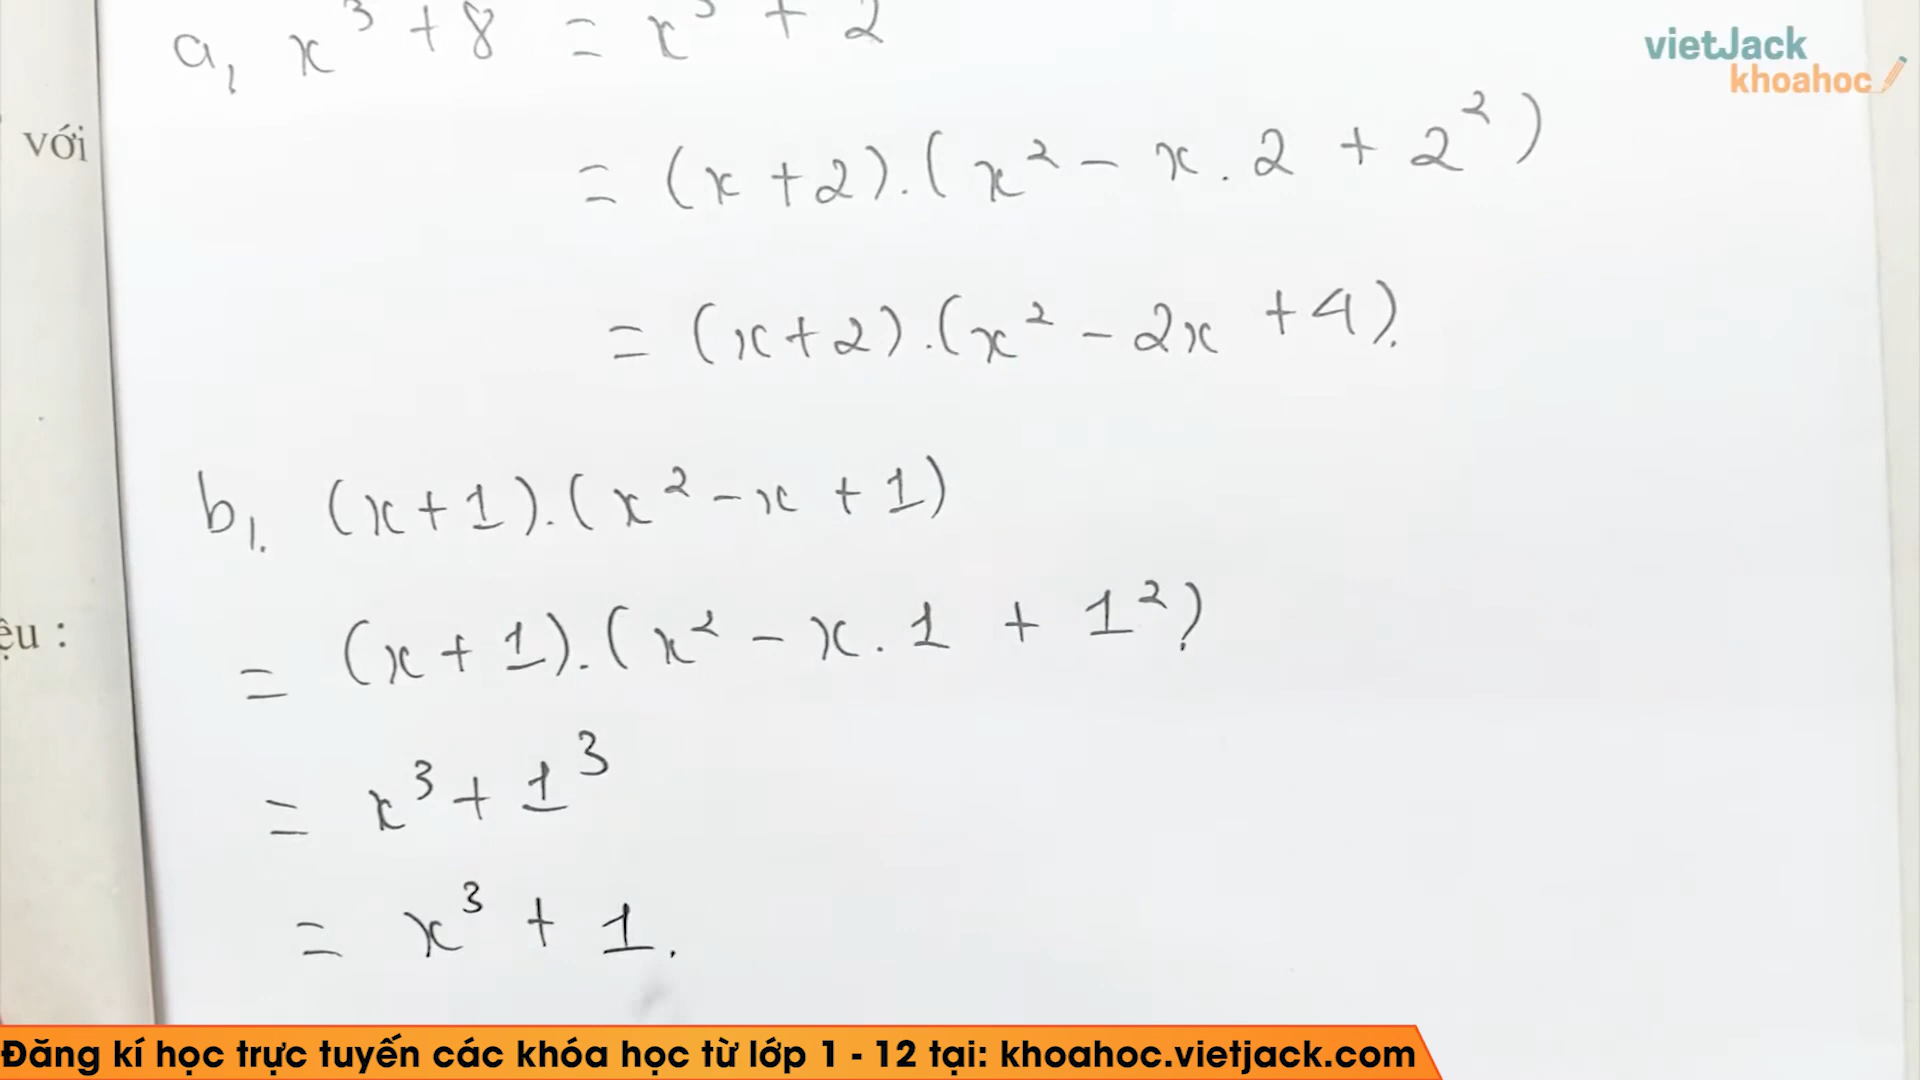 a, x³ + 8 = x³ + 2
vietJack
khoahoc
với
= (x + 2).(x² - x . 2 + 2²)
= (x + 2).(x² - 2x + 4).
b, (x + 1).(x² - x + 1)
= (x + 1).(x² - x . 1 + 1²)
ệu :
= x³ + 1³
= x³ + 1.
Đăng kí học trực tuyến các khóa học từ lớp 1 - 12 tại: khoahoc.vietjack.com